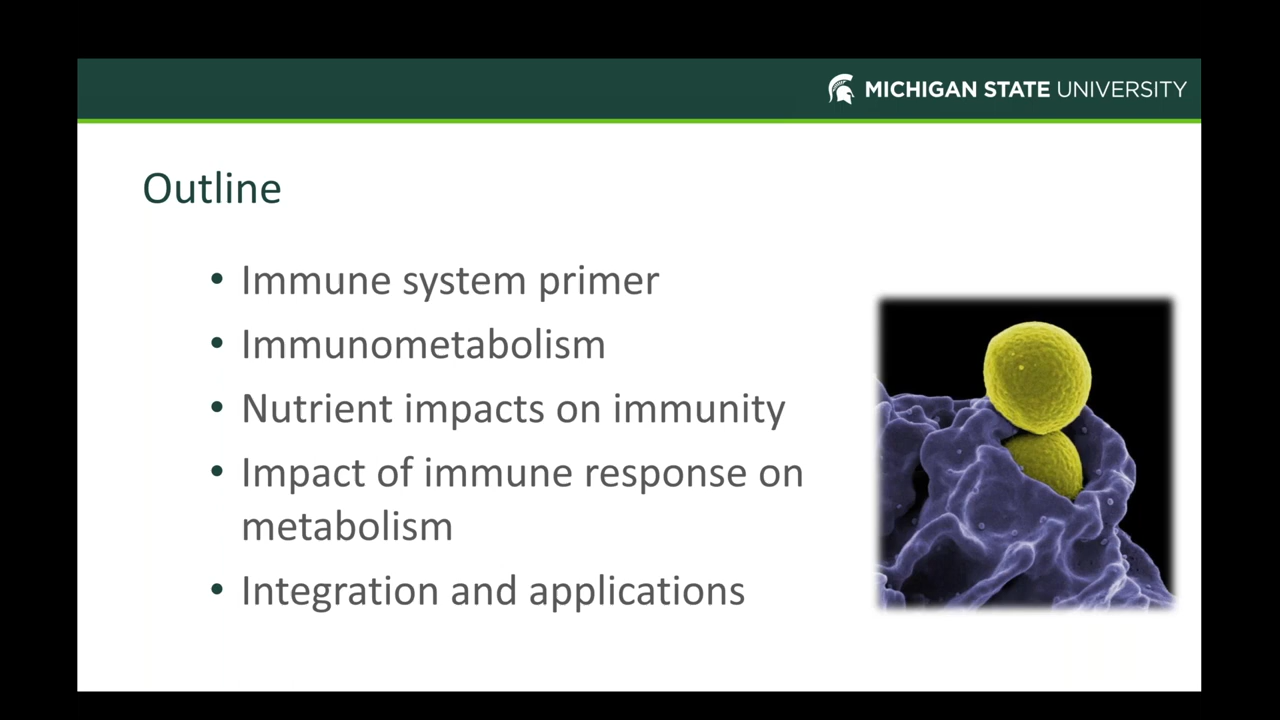 MICHIGAN STATE UNIVERSITY
Outline
• Immune system primer
• Immunometabolism
• Nutrient impacts on immunity
• Impact of immune response on
metabolism
• Integration and applications